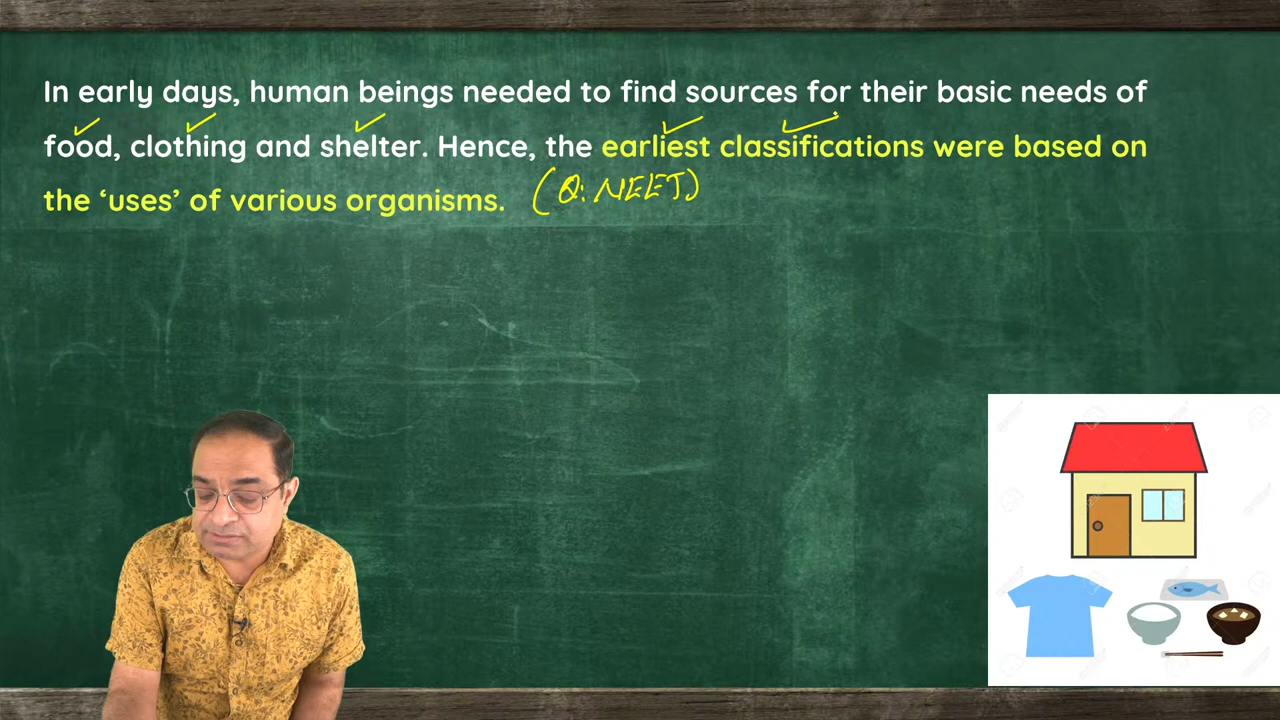 In early days, human beings needed to find sources for their basic needs of
food, clothing and shelter. Hence, the earliest classifications were based on
the ‘uses’ of various organisms. (Q: NEET)